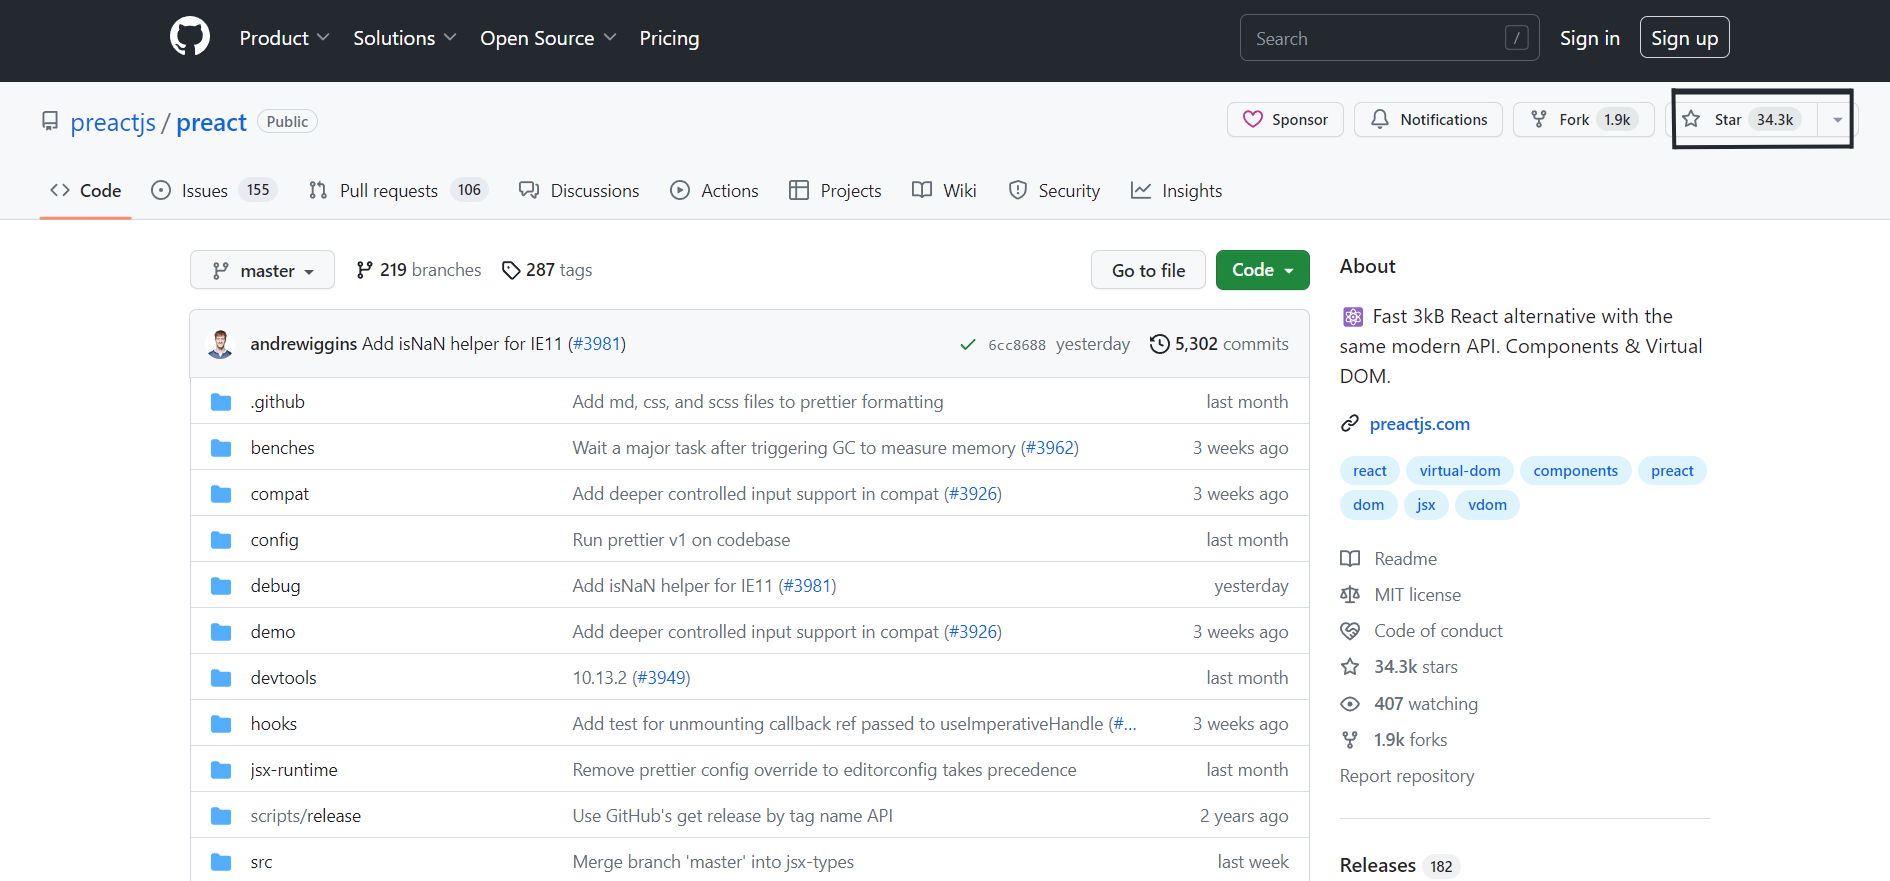 Product Solutions Open Source Pricing Search / Sign in Sign up
preactjs / preact Public Sponsor Notifications Fork 1.9k Star 34.3k
Code Issues 155 Pull requests 106 Discussions Actions Projects Wiki Security Insights
master 219 branches 287 tags Go to file Code
andrewiggins Add isNaN helper for IE11 (#3981) 6cc8688 yesterday 5,302 commits
.github Add md, css, and scss files to prettier formatting last month
benches Wait a major task after triggering GC to measure memory (#3962) 3 weeks ago
compat Add deeper controlled input support in compat (#3926) 3 weeks ago
config Run prettier v1 on codebase last month
debug Add isNaN helper for IE11 (#3981) yesterday
demo Add deeper controlled input support in compat (#3926) 3 weeks ago
devtools 10.13.2 (#3949) last month
hooks Add test for unmounting callback ref passed to useImperativeHandle (#... 3 weeks ago
jsx-runtime Remove prettier config override to editorconfig takes precedence last month
scripts/release Use GitHub's get release by tag name API 2 years ago
src Merge branch 'master' into jsx-types last week
About
Fast 3kB React alternative with the
same modern API. Components & Virtual
DOM.
preactjs.com
react virtual-dom components preact
dom jsx vdom
Readme
MIT license
Code of conduct
34.3k stars
407 watching
1.9k forks
Report repository
Releases 182